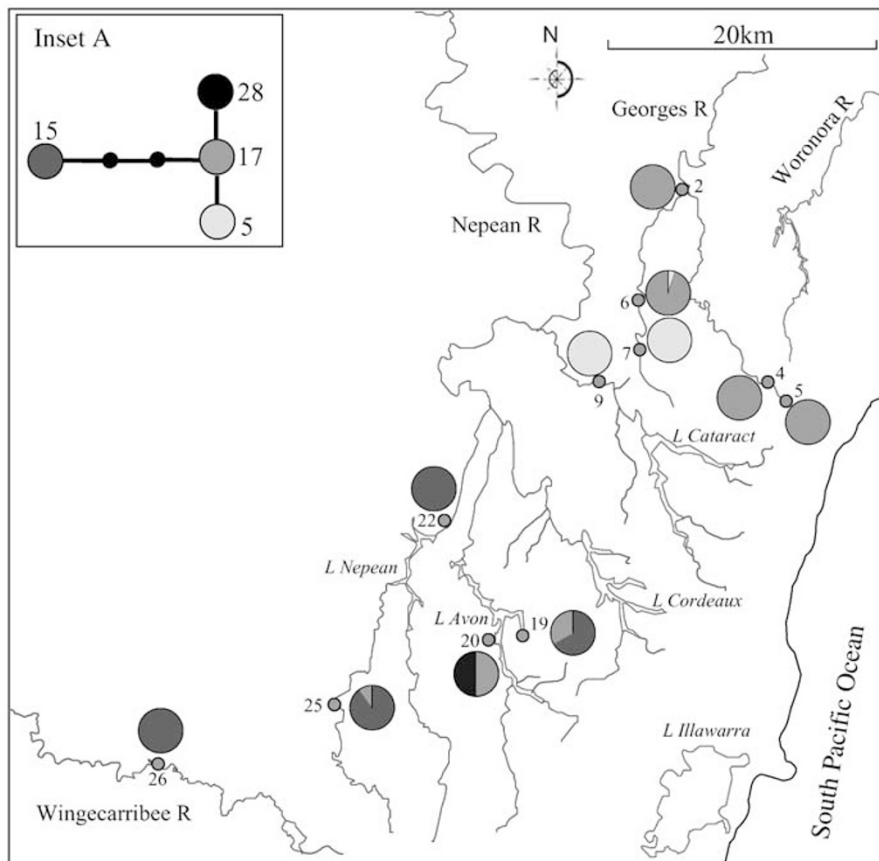 Inset A
28
15
17
5
N
20km
Georges R
Woronora R
2
Nepean R
6
7
9
4
5
L Cataract
22
L Nepean
L Avon
19
20
L Cordeaux
25
L Illawarra
26
Wingecarribee R
South Pacific Ocean